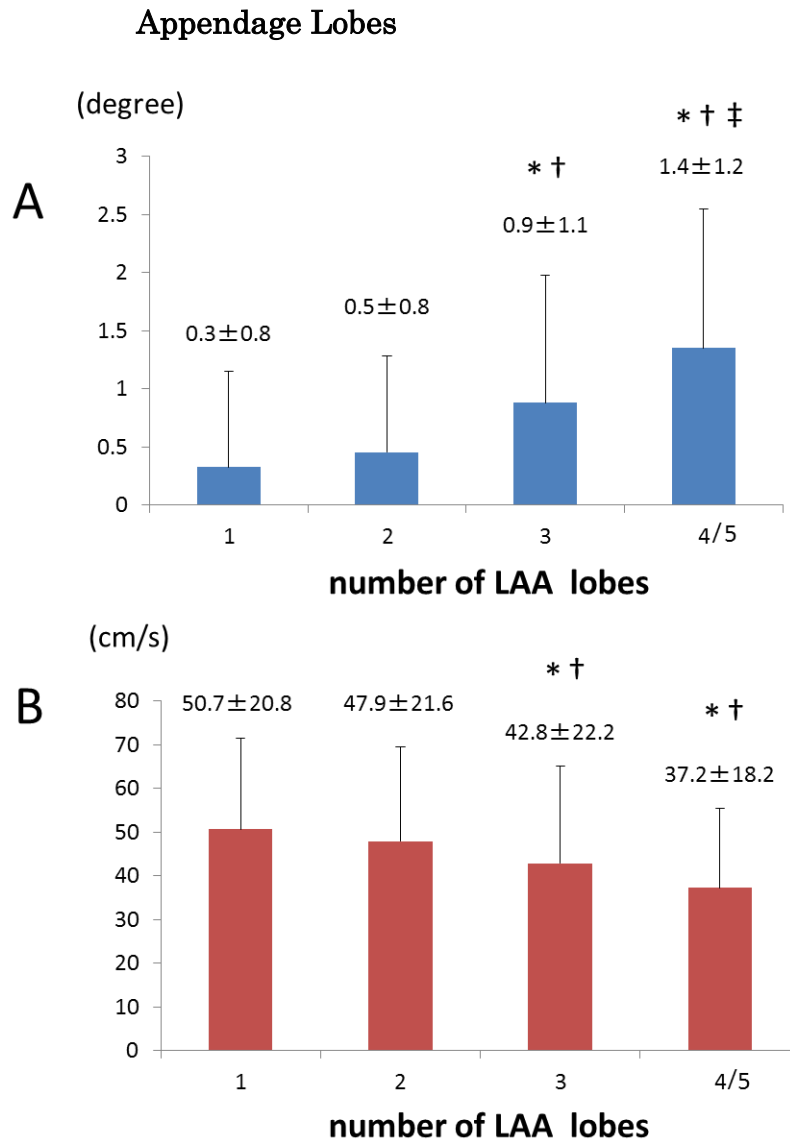 Appendage Lobes
(degree)
A
* † ‡
* †
1.4±1.2
0.9±1.1
0.5±0.8
0.3±0.8
3
2.5
2
1.5
1
0.5
0
1 2 3 4/5
number of LAA lobes
(cm/s)
B
* †
* †
50.7±20.8 47.9±21.6
42.8±22.2
37.2±18.2
80
70
60
50
40
30
20
10
0
1 2 3 4/5
number of LAA lobes